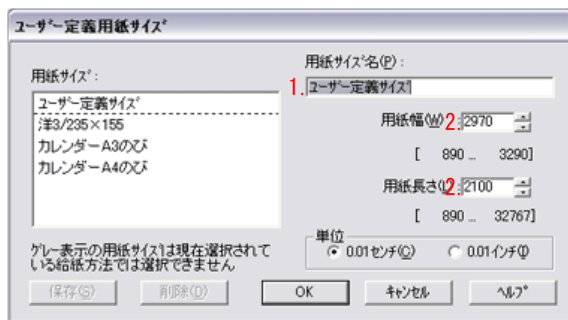 ユーザー定義用紙サイズ
用紙サイズ:
ユーザー定義サイズ
洋3/235×155
カレンダーA3のび
カレンダーA4のび
グレー表示の用紙サイズは現在選択されて
いる給紙方法では選択できません
用紙サイズ名(P):
1. ユーザー定義サイズ
用紙幅(W) 2. 2970
[ 890 ... 3290]
用紙長さ(L) 2. 2100
[ 890 ... 32767]
単位
0.01センチ(C) 0.01インチ(I)
保存(S) 削除(D) OK キャンセル ヘルプ